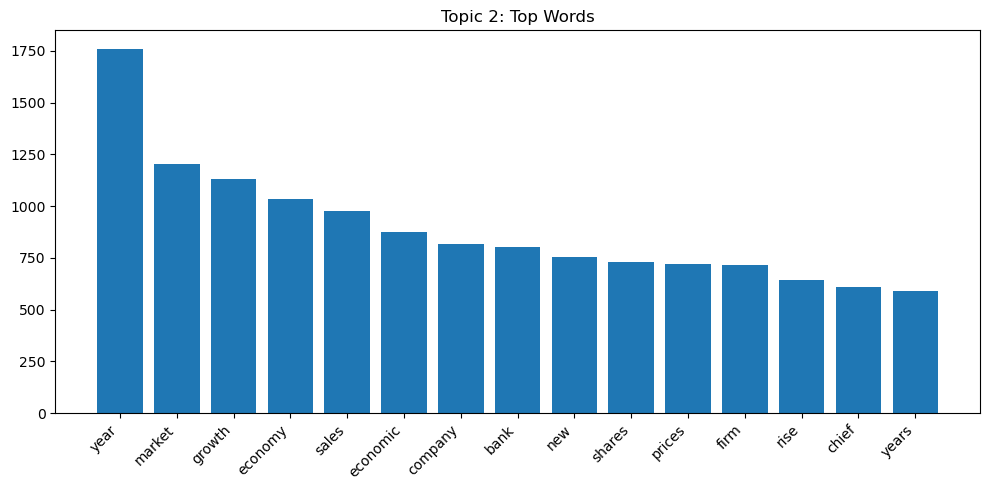 Topic 2: Top Words
1750
1500
1250
1000
750
500
250
0
year
market
growth
economy
sales
economic
company
bank
new
shares
prices
firm
rise
chief
years